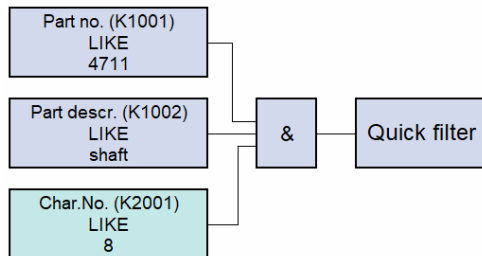 Part no. (K1001)
LIKE
4711
Part descr. (K1002)
LIKE
shaft
&
Quick filter
Char.No. (K2001)
LIKE
8